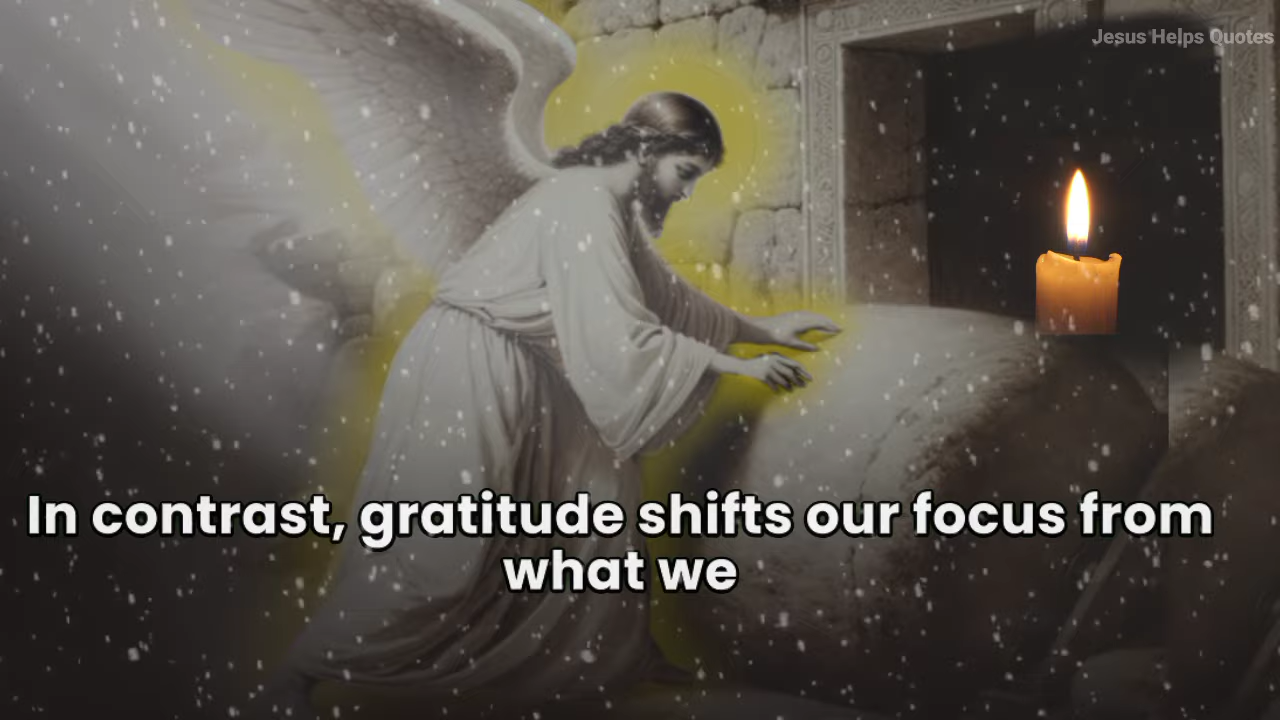 Jesus Helps Quotes
In contrast, gratitude shifts our focus from
what we